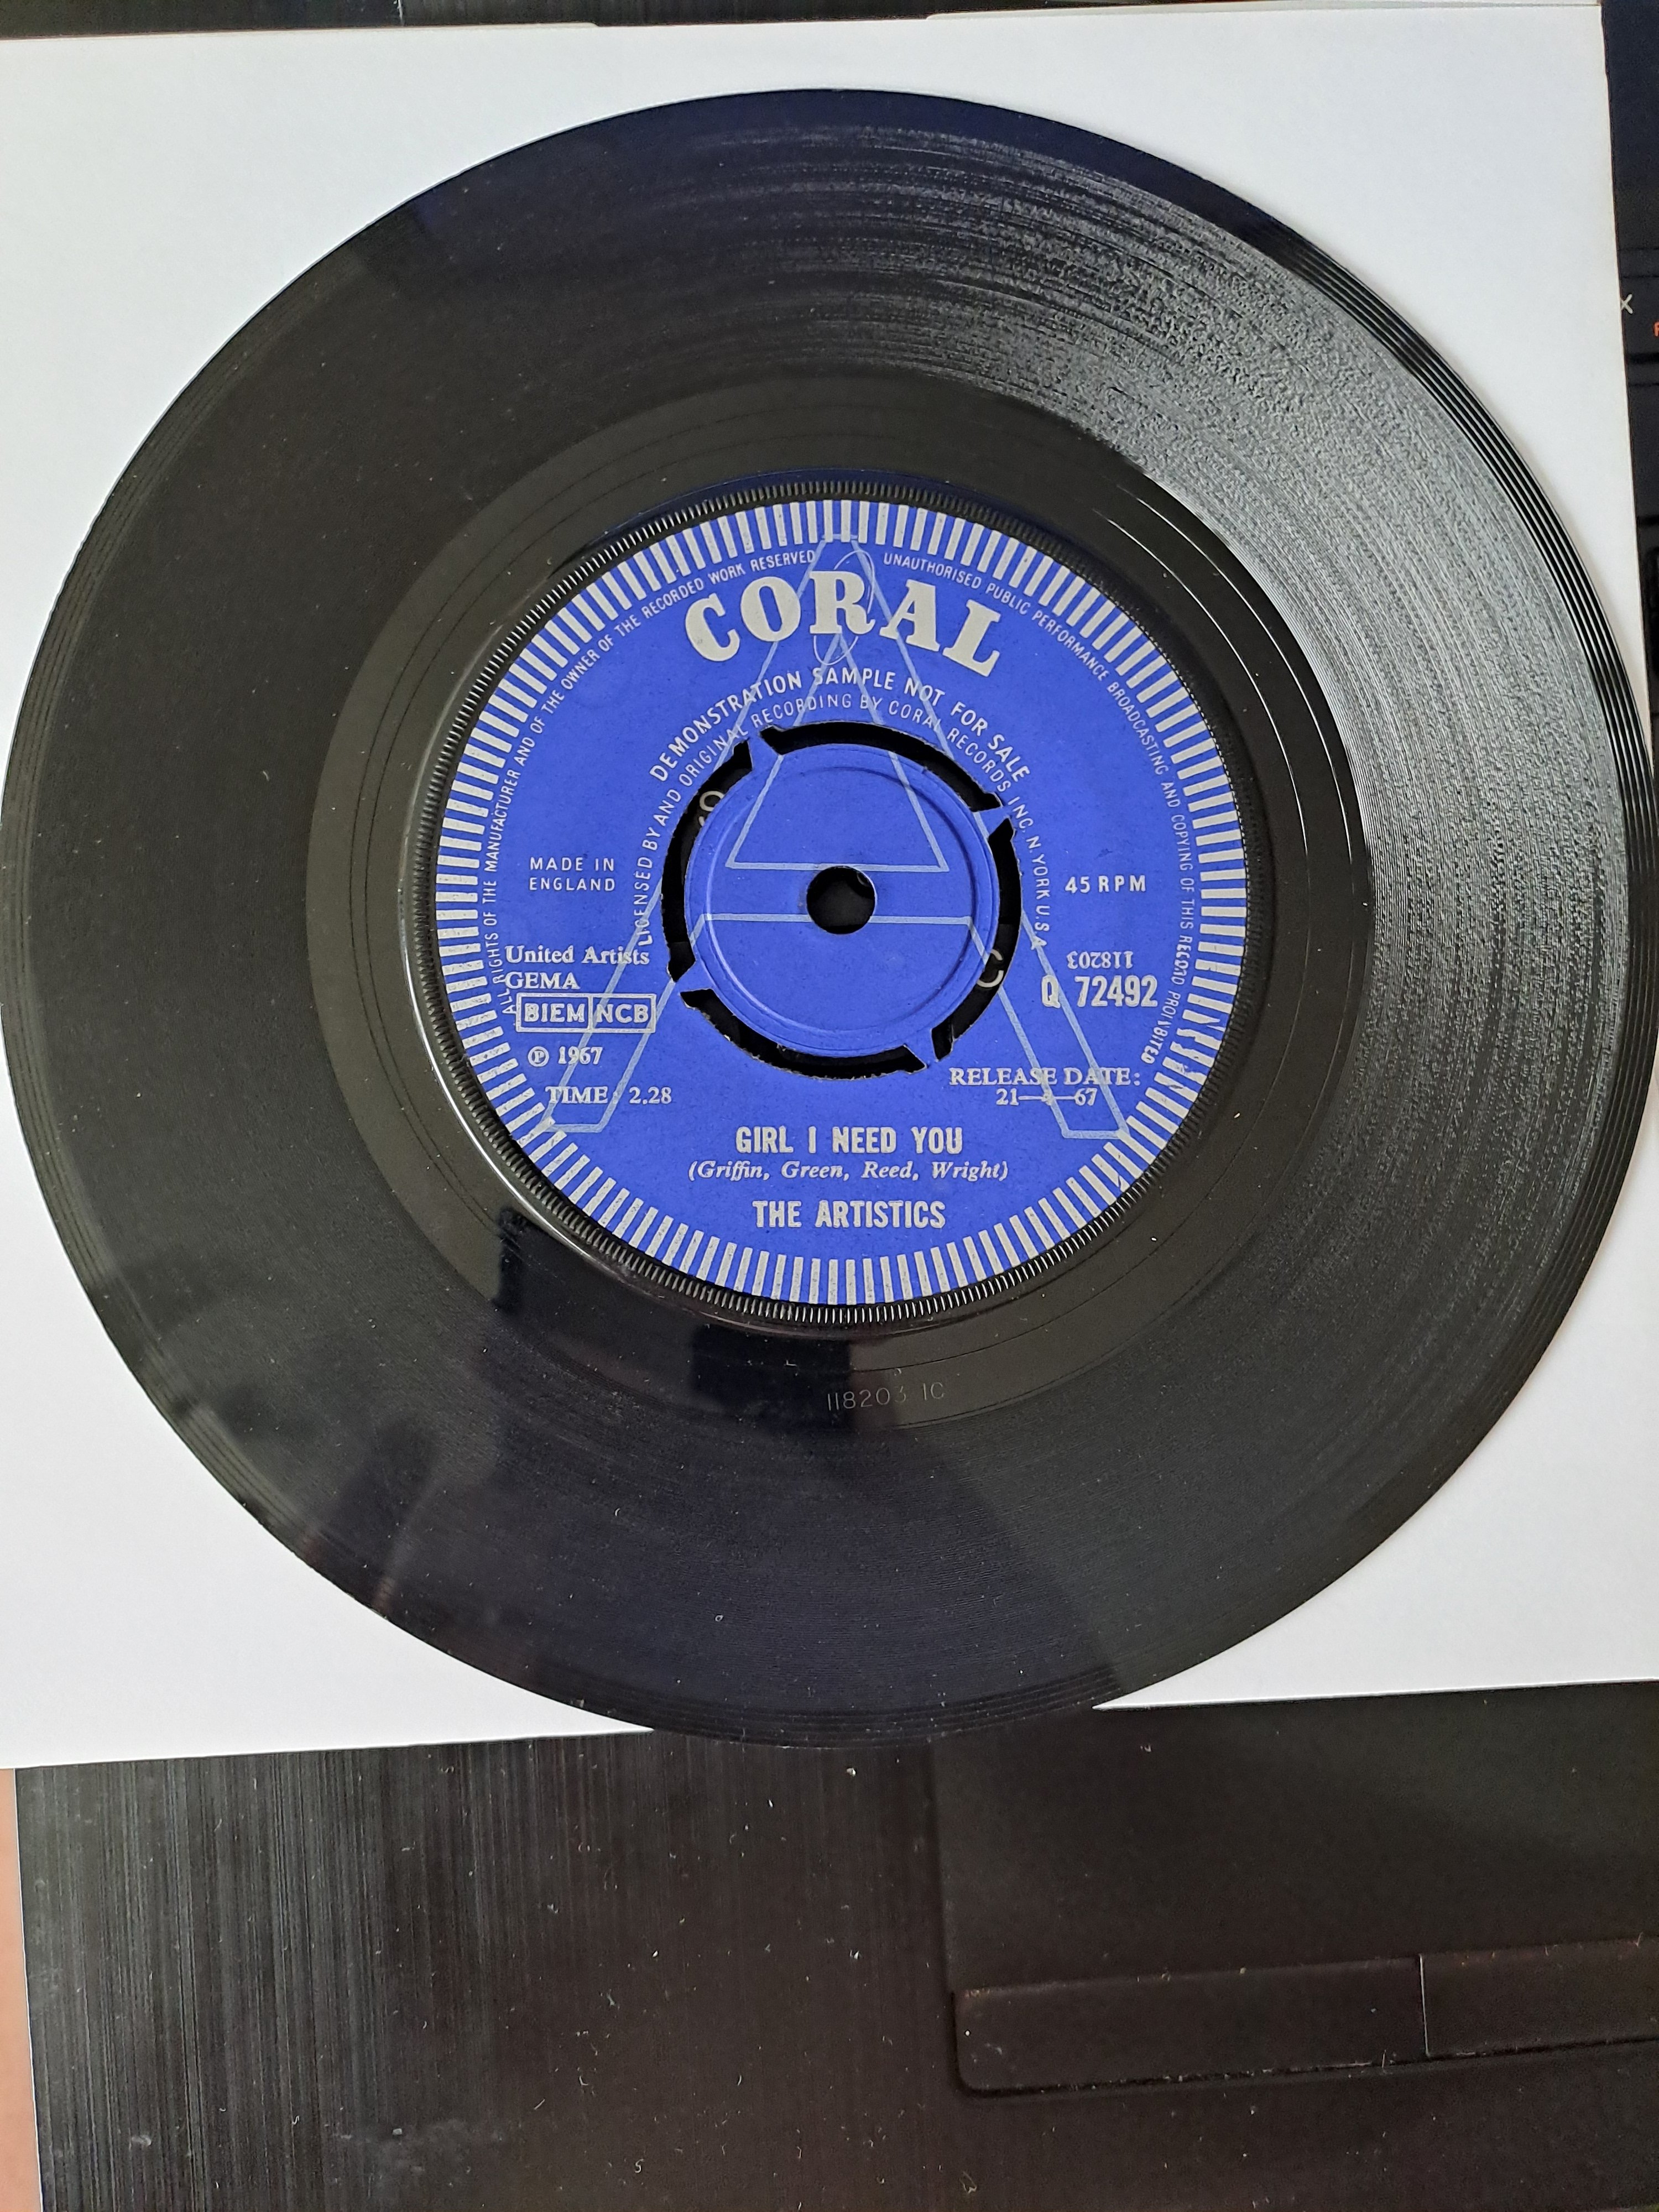 ALL RIGHTS OF THE MANUFACTURER AND OF THE OWNER OF THE RECORDED WORK RESERVED
UNAUTHORISED PUBLIC PERFORMANCE BROADCASTING AND COPYING OF THIS RECORD PROHIBITED
CORAL
DEMONSTRATION SAMPLE NOT FOR SALE
LICENSED BY AND ORIGINAL RECORDING BY CORAL RECORDS INC. N. YORK U.S.A.
A
MADE IN
ENGLAND
45 RPM
United Artists
GEMA
BIEM NCB
℗ 1967
TIME: 2.28
118203
Q 72492
RELEASE DATE:
21—4—67
GIRL I NEED YOU
(Griffin, Green, Reed, Wright)
THE ARTISTICS
118203 1C